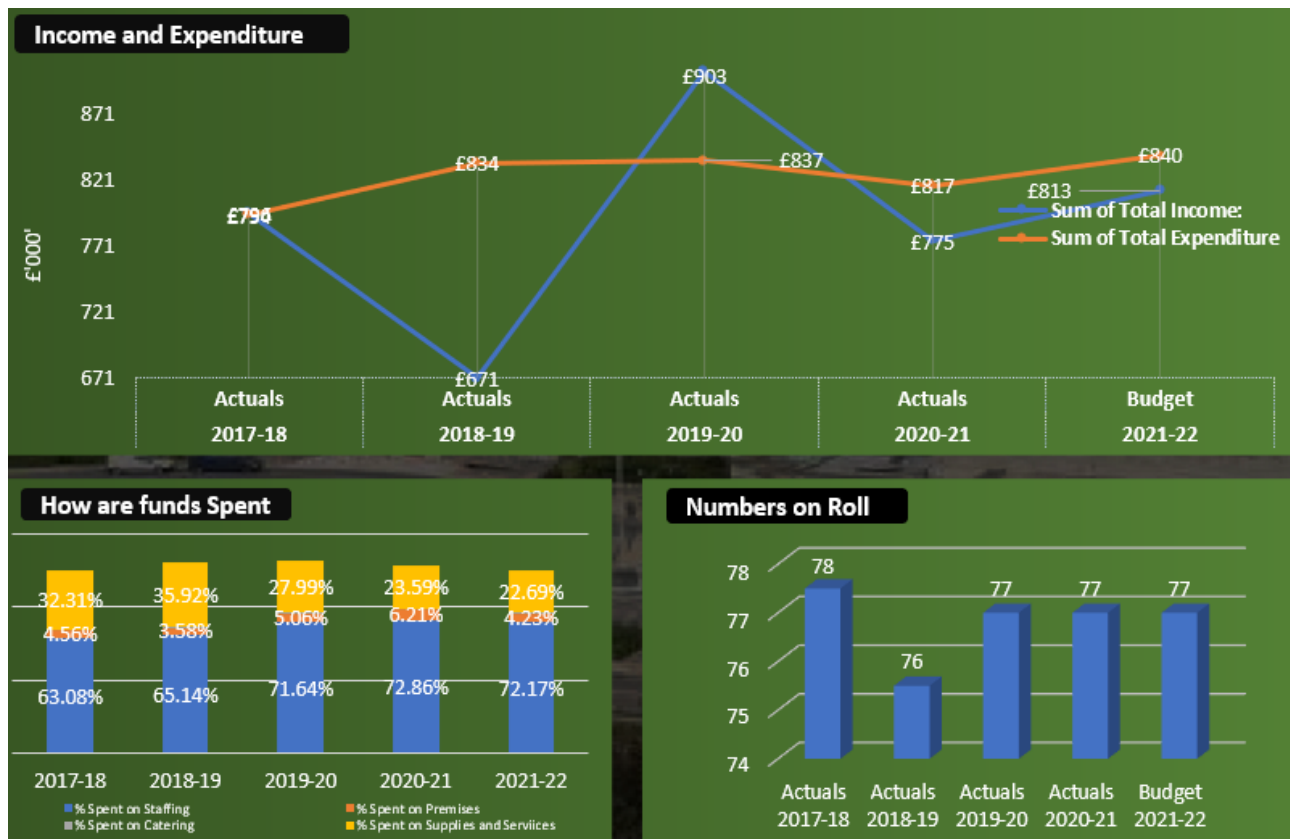 Income and Expenditure
£903
871
£834
£837
£840
821
£817
£813
Sum of Total Income:
771
£775
Sum of Total Expenditure
£'000'
721
671
£671
Actuals Actuals Actuals Actuals Budget
2017-18 2018-19 2019-20 2020-21 2021-22
How are funds Spent
32.31% 35.92% 27.99% 23.59% 22.69%
4.56% 3.58% 5.06% 6.21% 4.23%
63.08% 65.14% 71.64% 72.86% 72.17%
2017-18 2018-19 2019-20 2020-21 2021-22
% Spent on Staffing % Spent on Premises
% Spent on Catering % Spent on Supplies and Serviices
Numbers on Roll
78 78
77 77 77 77
76 76
75
74
Actuals Actuals Actuals Actuals Budget
2017-18 2018-19 2019-20 2020-21 2021-22